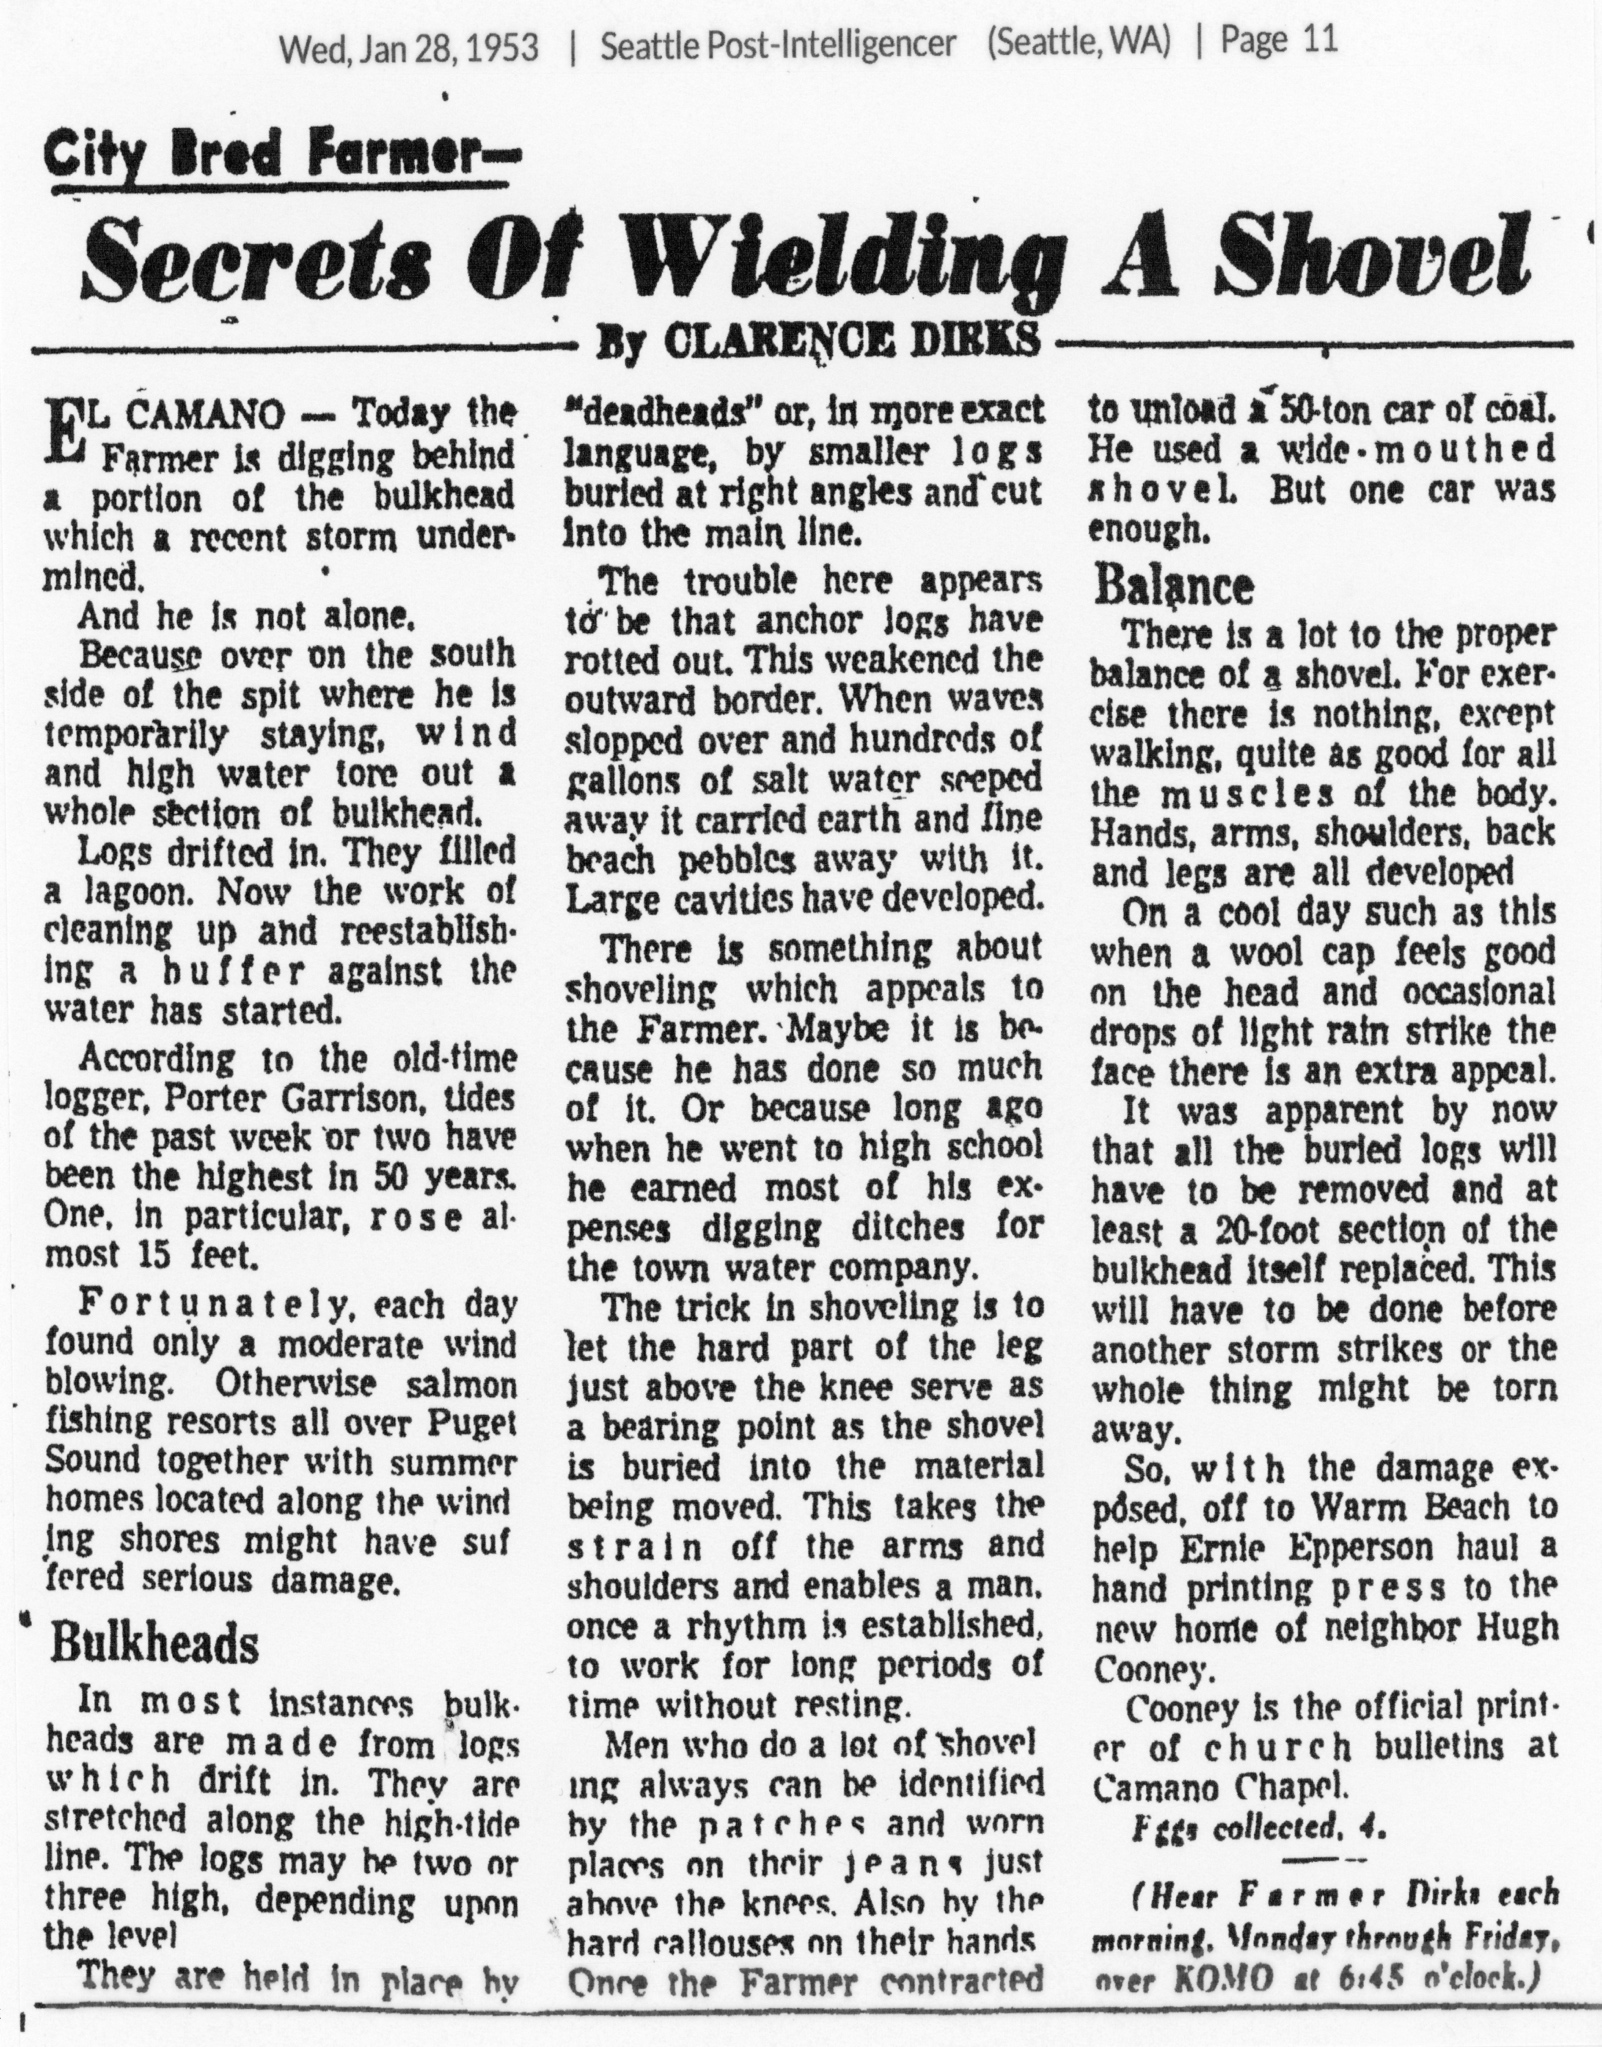 Wed, Jan 28, 1953 | Seattle Post-Intelligencer (Seattle, WA) | Page 11
City Bred Farmer—
Secrets Of Wielding A Shovel
By CLARENCE DIRKS
EL CAMANO — Today the
Farmer is digging behind
a portion of the bulkhead
which a recent storm under-
mined.
And he is not alone.
Because over on the south
side of the spit where he is
temporarily staying, wind
and high water tore out a
whole section of bulkhead.
Logs drifted in. They filled
a lagoon. Now the work of
cleaning up and reestablish-
ing a buffer against the
water has started.
According to the old-time
logger, Porter Garrison, tides
of the past week or two have
been the highest in 50 years.
One, in particular, rose al-
most 15 feet.
Fortunately, each day
found only a moderate wind
blowing. Otherwise salmon
fishing resorts all over Puget
Sound together with summer
homes located along the wind
ing shores might have suf
fered serious damage.
Bulkheads
In most instances bulk-
heads are made from logs
which drift in. They are
stretched along the high-tide
line. The logs may be two or
three high, depending upon
the level
They are held in place by
"deadheads" or, in more exact
language, by smaller logs
buried at right angles and cut
into the main line.
The trouble here appears
to be that anchor logs have
rotted out. This weakened the
outward border. When waves
slopped over and hundreds of
gallons of salt water seeped
away it carried earth and fine
beach pebbles away with it.
Large cavities have developed.
There is something about
shoveling which appeals to
the Farmer. Maybe it is be-
cause he has done so much
of it. Or because long ago
when he went to high school
he earned most of his ex-
penses digging ditches for
the town water company.
The trick in shoveling is to
let the hard part of the leg
just above the knee serve as
a bearing point as the shovel
is buried into the material
being moved. This takes the
strain off the arms and
shoulders and enables a man,
once a rhythm is established,
to work for long periods of
time without resting.
Men who do a lot of shovel
ing always can be identified
by the patches and worn
places on their jeans just
above the knees. Also by the
hard callouses on their hands
Once the Farmer contracted
to unload a 50-ton car of coal.
He used a wide-mouthed
shovel. But one car was
enough.
Balance
There is a lot to the proper
balance of a shovel. For exer-
cise there is nothing, except
walking, quite as good for all
the muscles of the body.
Hands, arms, shoulders, back
and legs are all developed
On a cool day such as this
when a wool cap feels good
on the head and occasional
drops of light rain strike the
face there is an extra appeal.
It was apparent by now
that all the buried logs will
have to be removed and at
least a 20-foot section of the
bulkhead itself replaced. This
will have to be done before
another storm strikes or the
whole thing might be torn
away.
So, with the damage ex-
posed, off to Warm Beach to
help Ernie Epperson haul a
hand printing press to the
new home of neighbor Hugh
Cooney.
Cooney is the official print-
er of church bulletins at
Camano Chapel.
Eggs collected, 4.
(Hear Farmer Dirks each
morning, Monday through Friday,
over KOMO at 6:45 o'clock.)